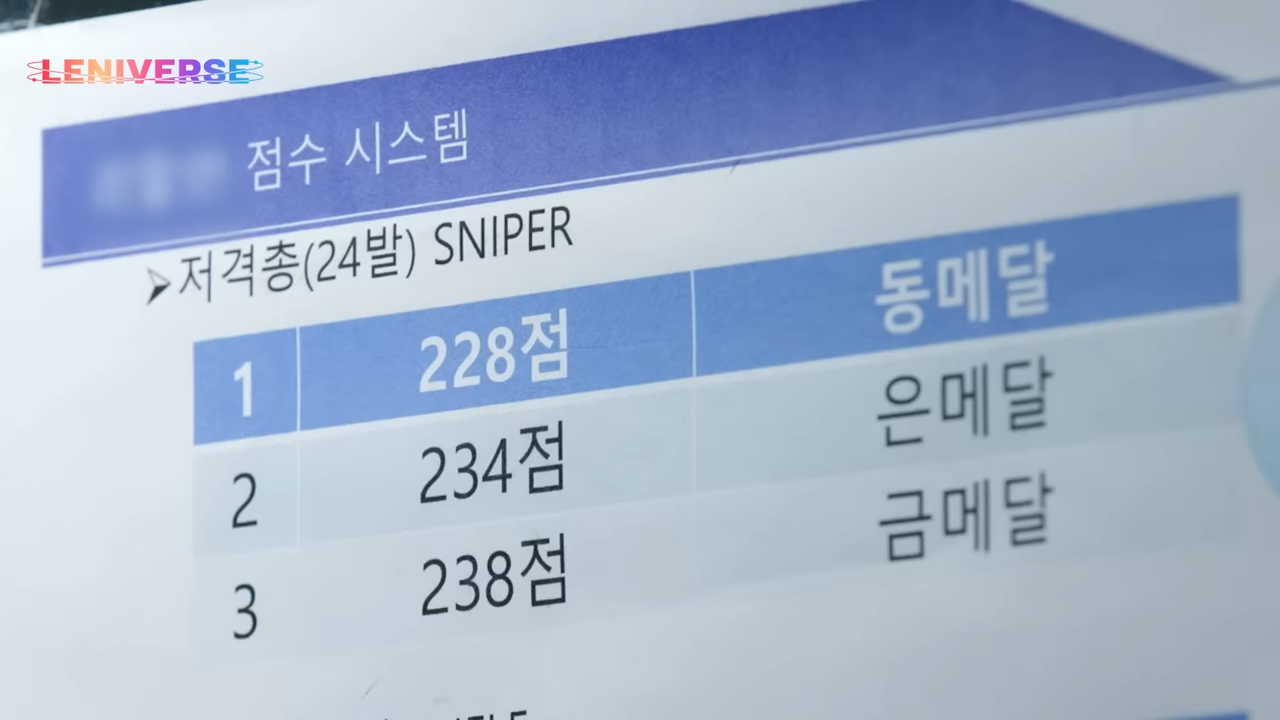 LENIVERSE
점수 시스템
저격총(24발) SNIPER
1 228점 동메달
2 234점 은메달
3 238점 금메달